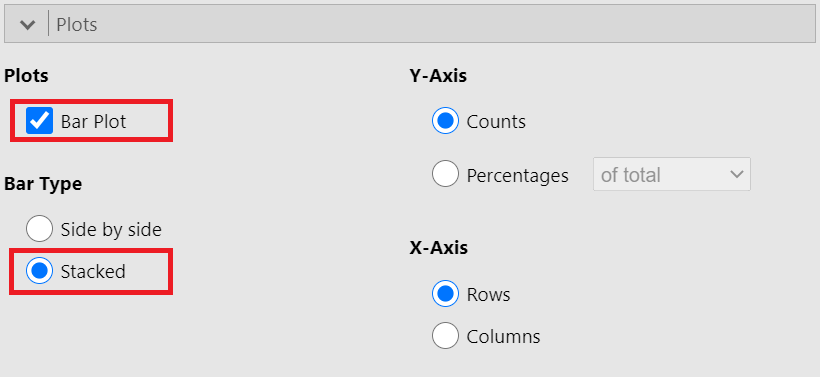 Plots
Plots
Bar Plot
Bar Type
Side by side
Stacked
Y-Axis
Counts
Percentages
of total
X-Axis
Rows
Columns